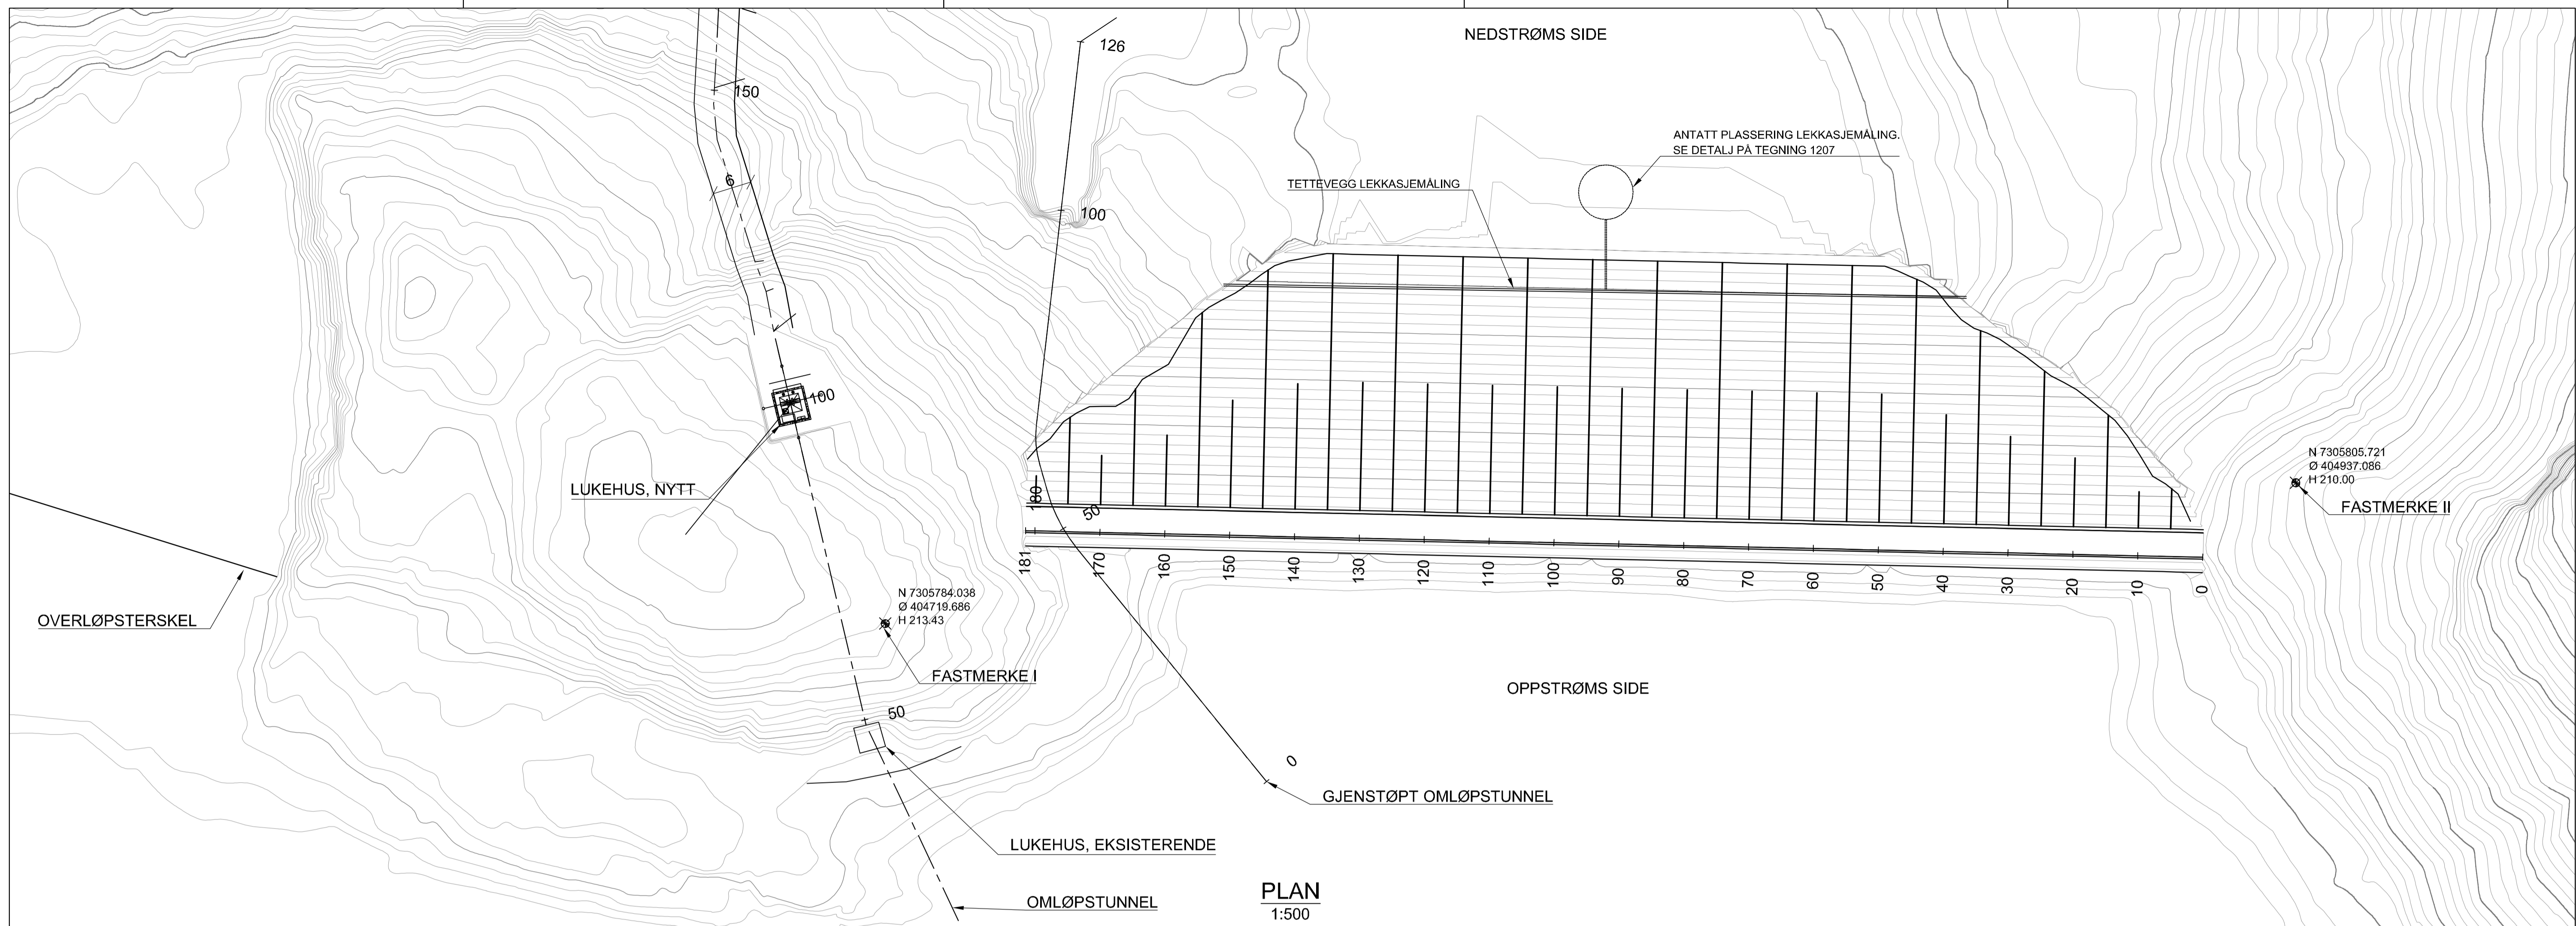 NEDSTRØMS SIDE
126
150
ANTATT PLASSERING LEKKASJEMÅLING.
SE DETALJ PÅ TEGNING 1207
6
TETTEVEGG LEKKASJEMÅLING
100
100
N 7305805.721
Ø 404937.086
H 210.00
FASTMERKE II
LUKEHUS, NYTT
180
50
181
170
160
150
140
130
120
110
100
90
80
70
60
50
40
30
20
10
0
OVERLØPSTERSKEL
N 7305784.038
Ø 404719.686
H 213.43
FASTMERKE I
OPPSTRØMS SIDE
50
0
GJENSTØPT OMLØPSTUNNEL
LUKEHUS, EKSISTERENDE
OMLØPSTUNNEL
PLAN
1:500